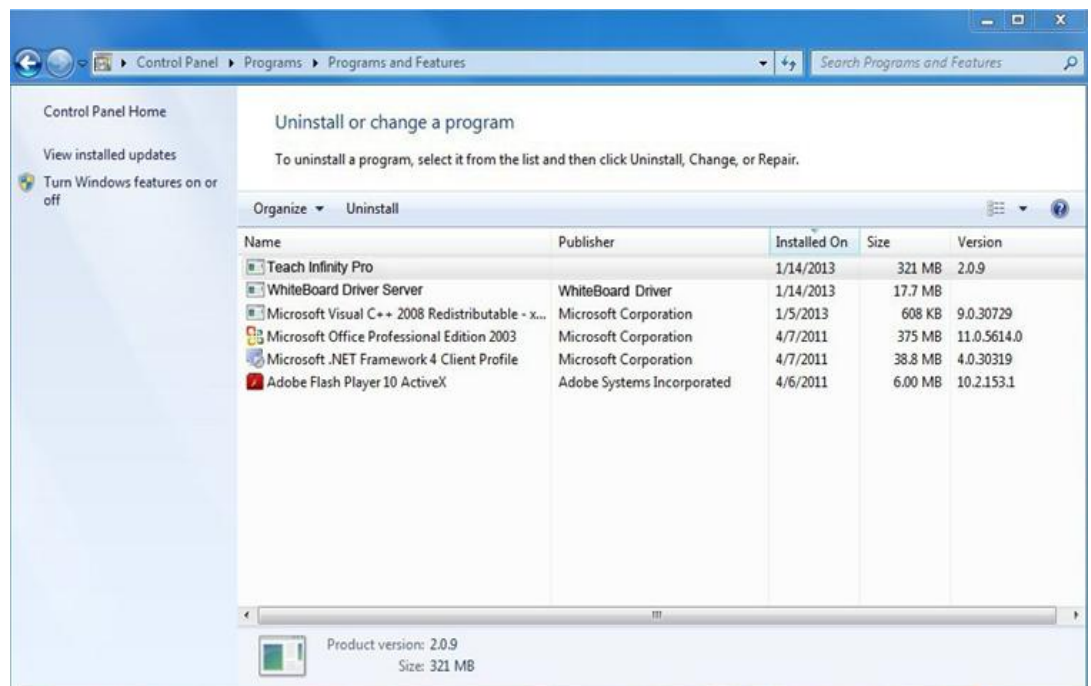 Control Panel ▸ Programs ▸ Programs and Features
Search Programs and Features
Control Panel Home
View installed updates
Turn Windows features on or
off
Uninstall or change a program
To uninstall a program, select it from the list and then click Uninstall, Change, or Repair.
Organize Uninstall
Name Publisher Installed On Size Version
Teach Infinity Pro 1/14/2013 321 MB 2.0.9
WhiteBoard Driver Server WhiteBoard Driver 1/14/2013 17.7 MB
Microsoft Visual C++ 2008 Redistributable - x... Microsoft Corporation 1/5/2013 608 KB 9.0.30729
Microsoft Office Professional Edition 2003 Microsoft Corporation 4/7/2011 375 MB 11.0.5614.0
Microsoft .NET Framework 4 Client Profile Microsoft Corporation 4/7/2011 38.8 MB 4.0.30319
Adobe Flash Player 10 ActiveX Adobe Systems Incorporated 4/6/2011 6.00 MB 10.2.153.1
Product version: 2.0.9
Size: 321 MB